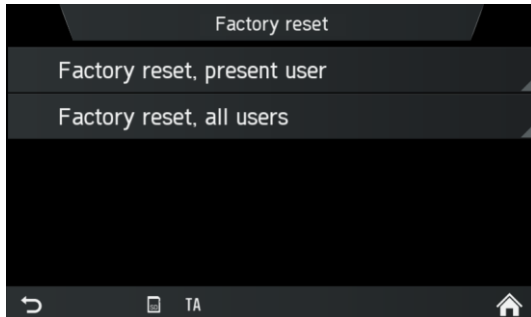 Factory reset
Factory reset, present user
Factory reset, all users
TA